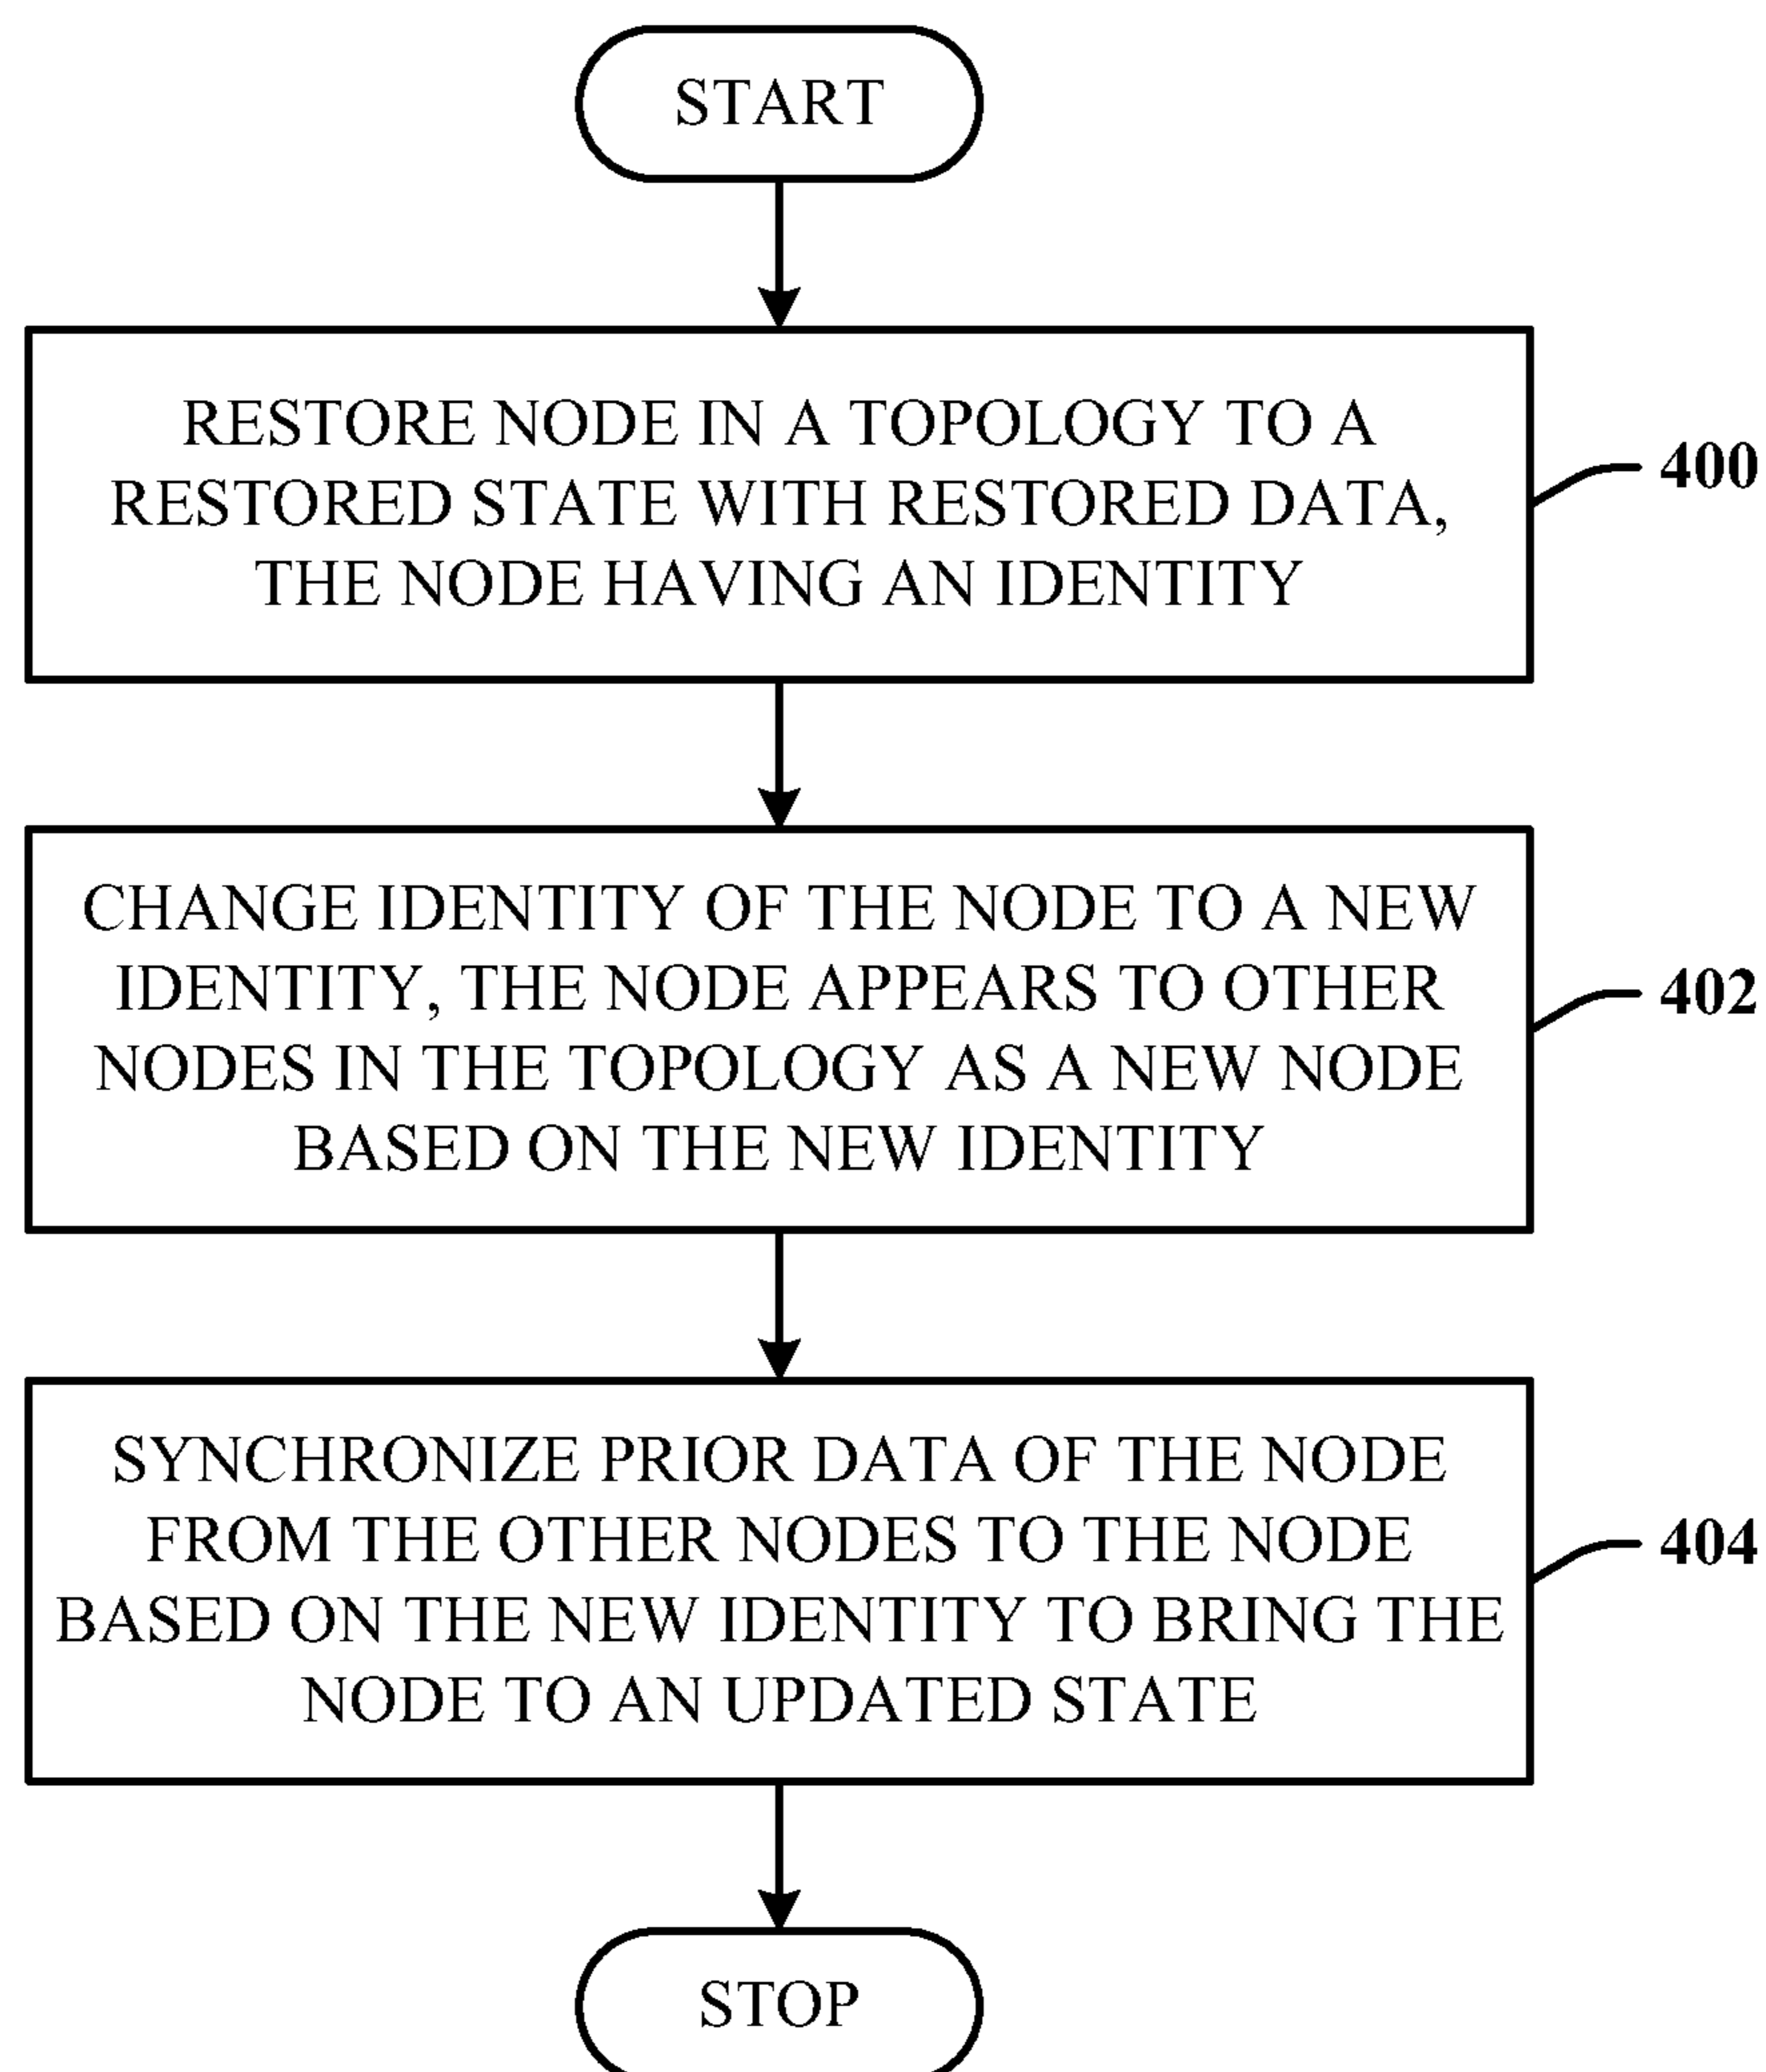 START
RESTORE NODE IN A TOPOLOGY TO A
RESTORED STATE WITH RESTORED DATA,
THE NODE HAVING AN IDENTITY
400
CHANGE IDENTITY OF THE NODE TO A NEW
IDENTITY, THE NODE APPEARS TO OTHER
NODES IN THE TOPOLOGY AS A NEW NODE
BASED ON THE NEW IDENTITY
402
SYNCHRONIZE PRIOR DATA OF THE NODE
FROM THE OTHER NODES TO THE NODE
BASED ON THE NEW IDENTITY TO BRING THE
NODE TO AN UPDATED STATE
404
STOP